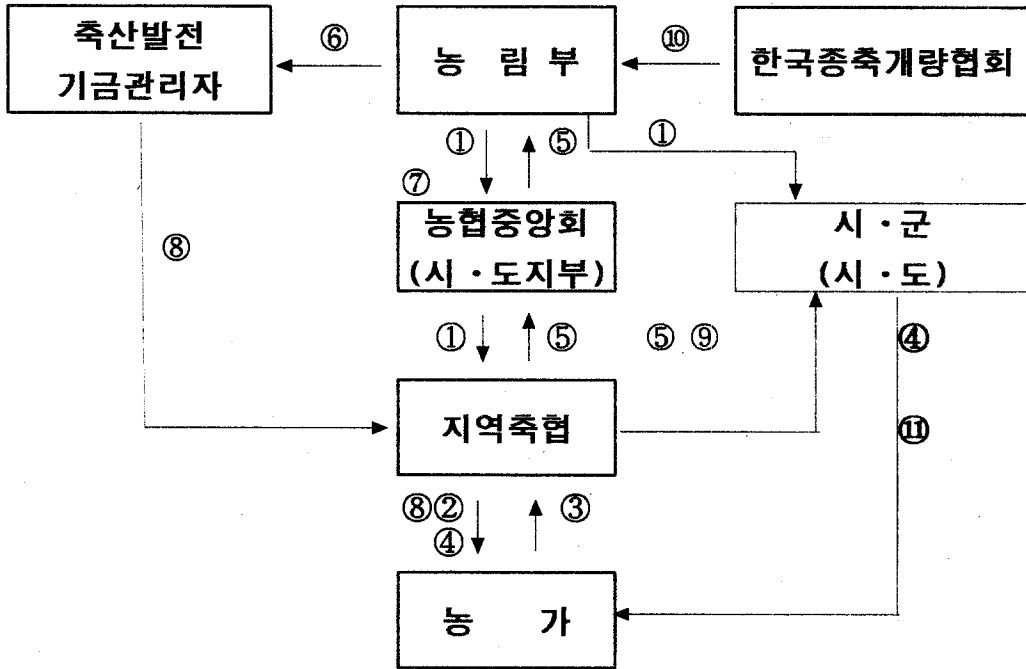 축산발전
기금관리자
⑥
농 림 부
⑩
한국종축개량협회
① ⑤
①
⑦
농협중앙회
(시 · 도지부)
시 · 군
(시 · 도)
⑧
① ⑤
⑤ ⑨
④
지역축협
⑪
⑧②
④
③
농 가